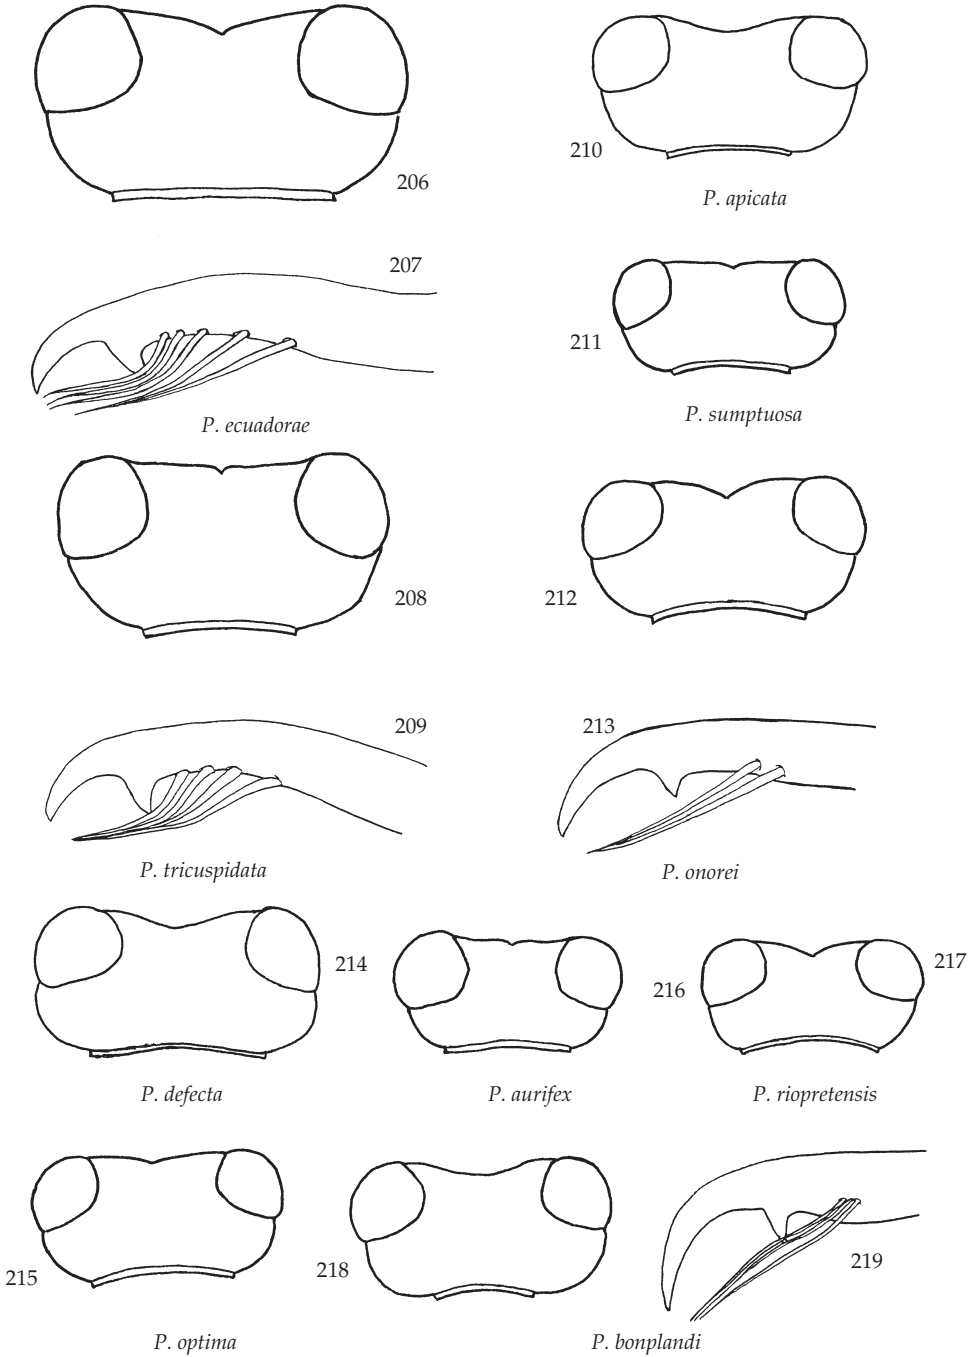 206
210
P. apicata
207
211
P. ecuadorae
P. sumptuosa
208
212
209
213
P. tricuspidata
P. onorei
214
216
217
P. defecta
P. aurifex
P. riopretensis
215
218
219
P. optima
P. bonplandi